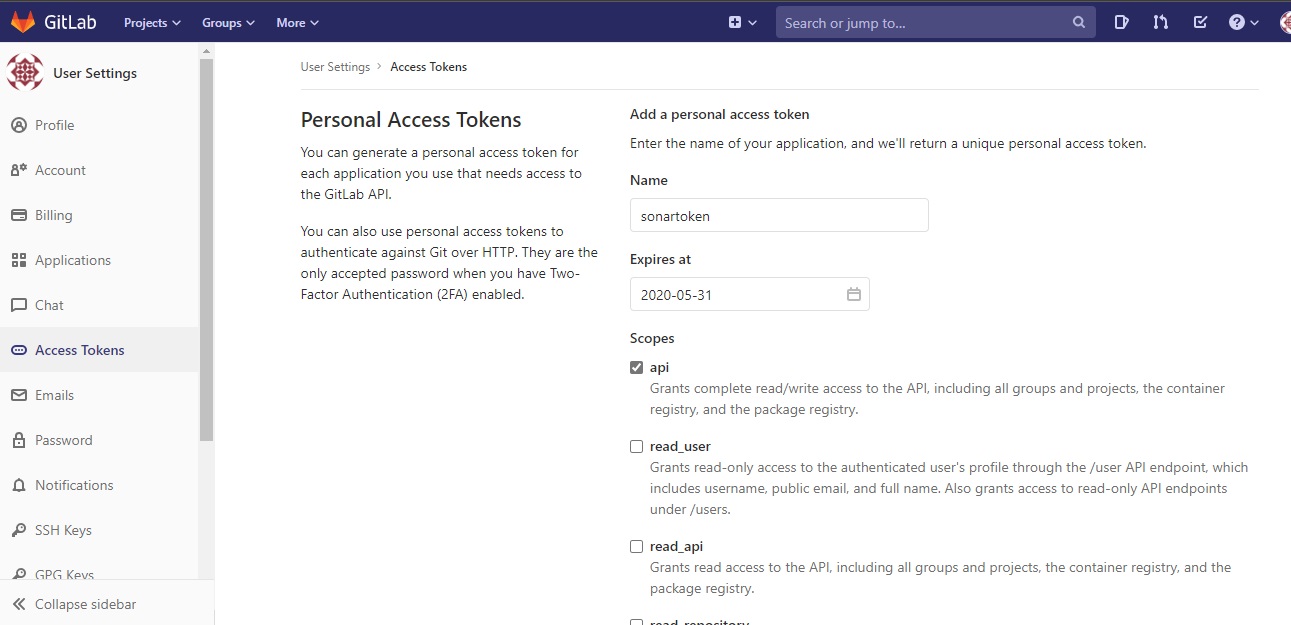 GitLab Projects Groups More Search or jump to...
User Settings
Profile
Account
Billing
Applications
Chat
Access Tokens
Emails
Password
Notifications
SSH Keys
GPG Keys
Collapse sidebar
User Settings > Access Tokens
Personal Access Tokens
You can generate a personal access token for
each application you use that needs access to
the GitLab API.
You can also use personal access tokens to
authenticate against Git over HTTP. They are the
only accepted password when you have Two-
Factor Authentication (2FA) enabled.
Add a personal access token
Enter the name of your application, and we'll return a unique personal access token.
Name
sonartoken
Expires at
2020-05-31
Scopes
api
Grants complete read/write access to the API, including all groups and projects, the container
registry, and the package registry.
read_user
Grants read-only access to the authenticated user's profile through the /user API endpoint, which
includes username, public email, and full name. Also grants access to read-only API endpoints
under /users.
read_api
Grants read access to the API, including all groups and projects, the container registry, and the
package registry.
read_repository